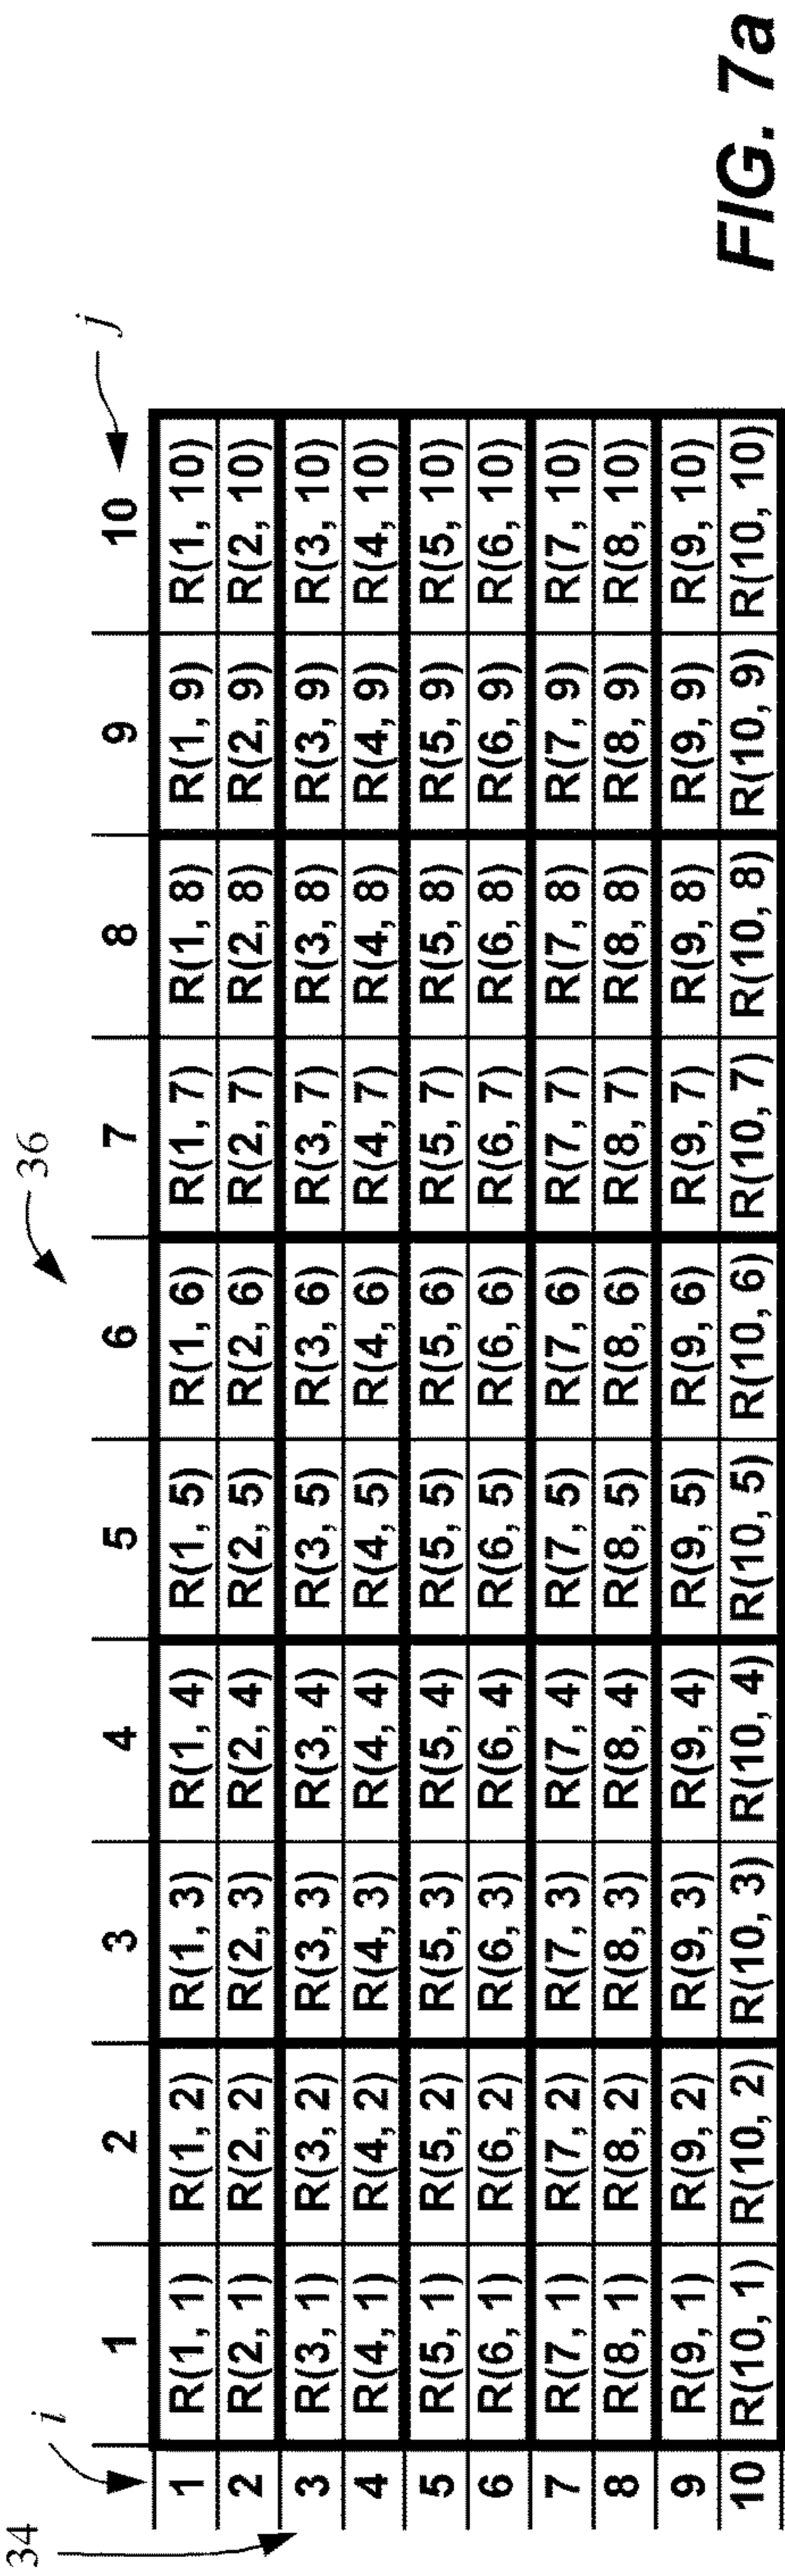 36
j
34
i
1 2 3 4 5 6 7 8 9 10
1 R(1, 1) R(1, 2) R(1, 3) R(1, 4) R(1, 5) R(1, 6) R(1, 7) R(1, 8) R(1, 9) R(1, 10)
2 R(2, 1) R(2, 2) R(2, 3) R(2, 4) R(2, 5) R(2, 6) R(2, 7) R(2, 8) R(2, 9) R(2, 10)
3 R(3, 1) R(3, 2) R(3, 3) R(3, 4) R(3, 5) R(3, 6) R(3, 7) R(3, 8) R(3, 9) R(3, 10)
4 R(4, 1) R(4, 2) R(4, 3) R(4, 4) R(4, 5) R(4, 6) R(4, 7) R(4, 8) R(4, 9) R(4, 10)
5 R(5, 1) R(5, 2) R(5, 3) R(5, 4) R(5, 5) R(5, 6) R(5, 7) R(5, 8) R(5, 9) R(5, 10)
6 R(6, 1) R(6, 2) R(6, 3) R(6, 4) R(6, 5) R(6, 6) R(6, 7) R(6, 8) R(6, 9) R(6, 10)
7 R(7, 1) R(7, 2) R(7, 3) R(7, 4) R(7, 5) R(7, 6) R(7, 7) R(7, 8) R(7, 9) R(7, 10)
8 R(8, 1) R(8, 2) R(8, 3) R(8, 4) R(8, 5) R(8, 6) R(8, 7) R(8, 8) R(8, 9) R(8, 10)
9 R(9, 1) R(9, 2) R(9, 3) R(9, 4) R(9, 5) R(9, 6) R(9, 7) R(9, 8) R(9, 9) R(9, 10)
10 R(10, 1) R(10, 2) R(10, 3) R(10, 4) R(10, 5) R(10, 6) R(10, 7) R(10, 8) R(10, 9) R(10, 10)
FIG. 7a